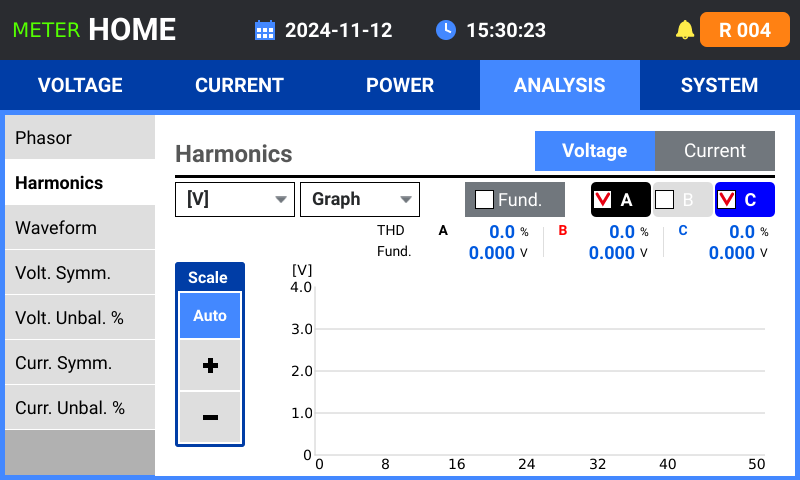 METER HOME 2024-11-12 15:30:23 R 004
VOLTAGE CURRENT POWER ANALYSIS SYSTEM
Phasor
Harmonics
Waveform
Volt. Symm.
Volt. Unbal. %
Curr. Symm.
Curr. Unbal. %
Harmonics Voltage Current
[V] Graph Fund. A B C
THD A 0.0 % B 0.0 % C 0.0 %
Fund. 0.000 V 0.000 V 0.000 V
Scale
Auto
+
−
[V]
4.0
3.0
2.0
1.0
0
0 8 16 24 32 40 50